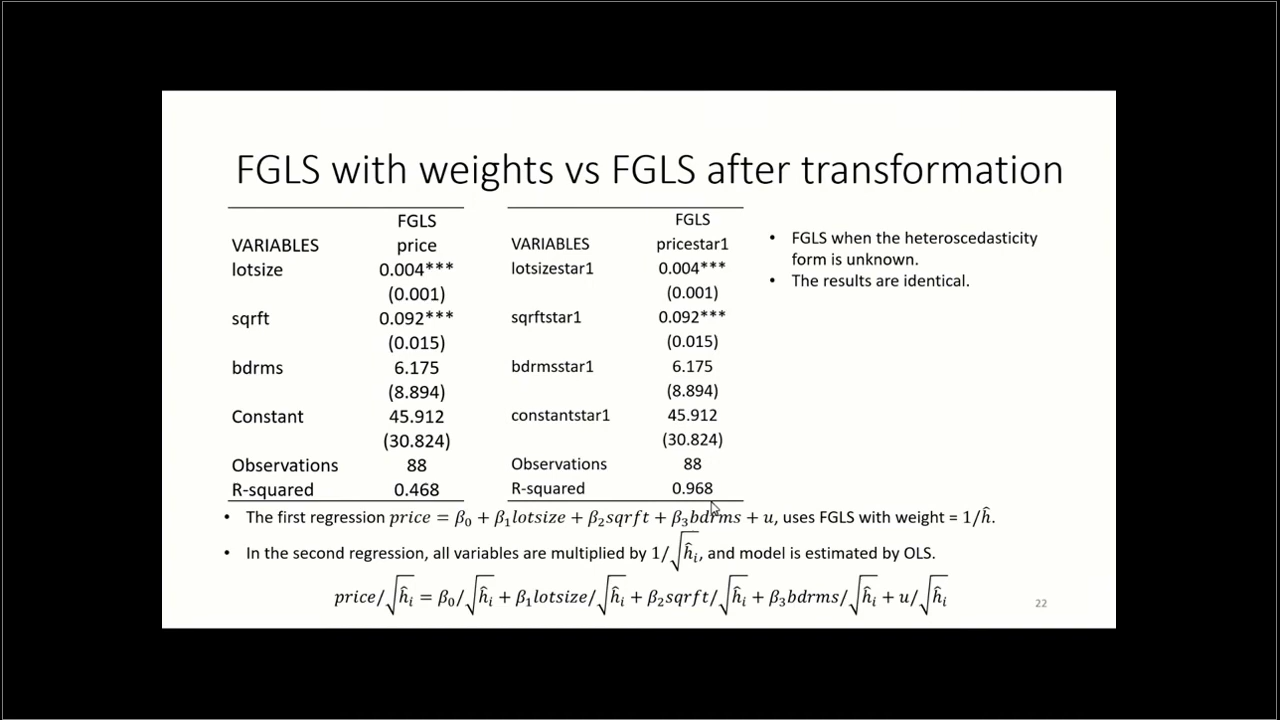 FGLS with weights vs FGLS after transformation
FGLS
VARIABLES price
lotsize 0.004***
(0.001)
sqrft 0.092***
(0.015)
bdrms 6.175
(8.894)
Constant 45.912
(30.824)
Observations 88
R-squared 0.468
FGLS
VARIABLES pricestar1
lotsizestar1 0.004***
(0.001)
sqrftstar1 0.092***
(0.015)
bdrmsstar1 6.175
(8.894)
constantstar1 45.912
(30.824)
Observations 88
R-squared 0.968
• FGLS when the heteroscedasticity
form is unknown.
• The results are identical.
• The first regression price = β₀ + β₁lotsize + β₂sqrft + β₃bdrms + u, uses FGLS with weight = 1/ĥ.
• In the second regression, all variables are multiplied by 1/√ĥᵢ, and model is estimated by OLS.
price/√ĥᵢ = β₀/√ĥᵢ + β₁lotsize/√ĥᵢ + β₂sqrft/√ĥᵢ + β₃bdrms/√ĥᵢ + u/√ĥᵢ
22